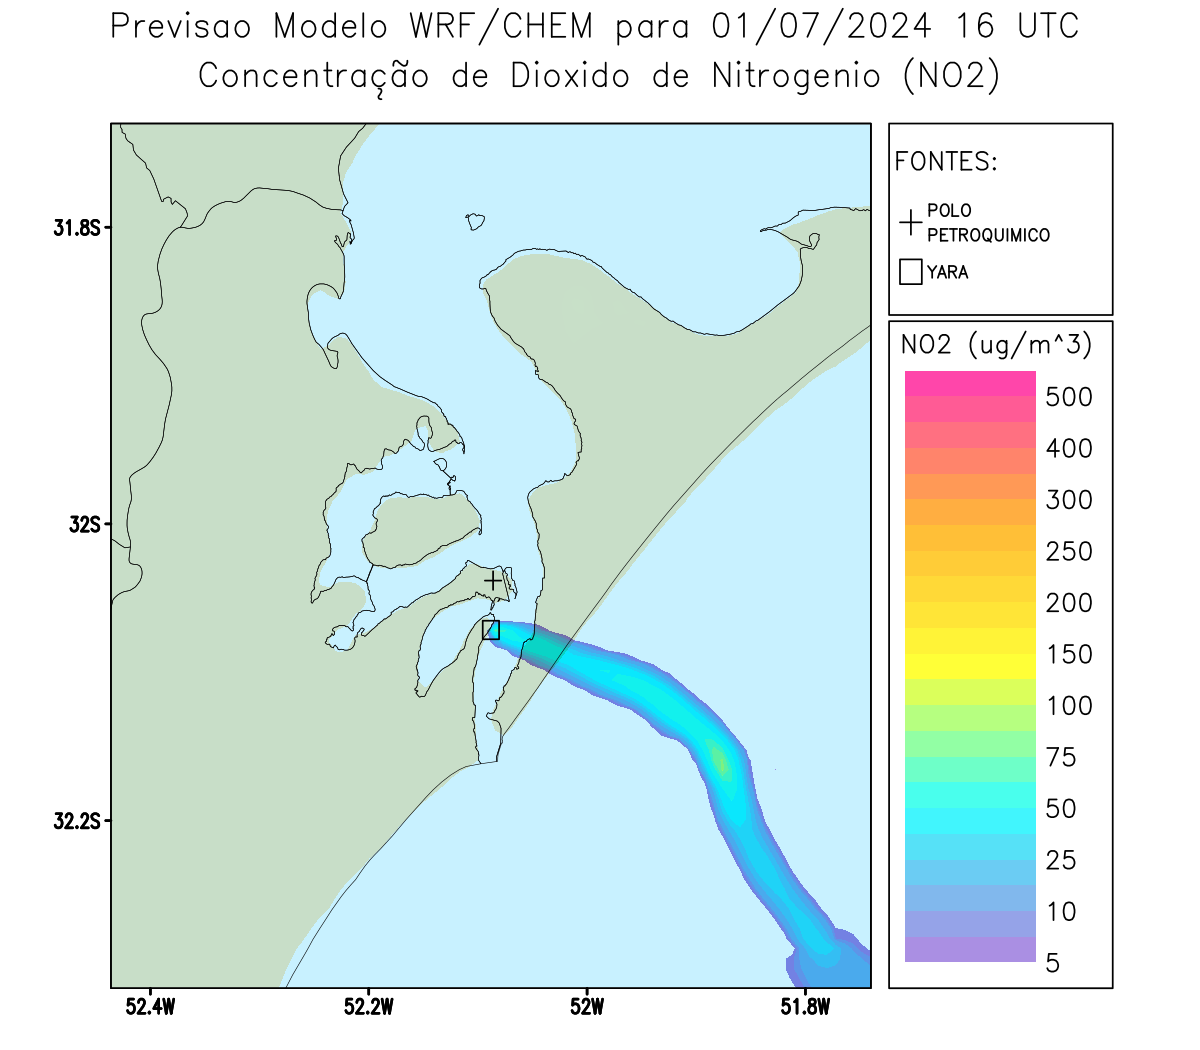 Previsao Modelo WRF/CHEM para 01/07/2024 16 UTC
Concentração de Dioxido de Nitrogenio (NO2)
FONTES:
POLO
PETROQUIMICO
YARA
31.8S
32S
32.2S
52.4W
52.2W
52W
51.8W
NO2 (ug/m^3)
500
400
300
250
200
150
100
75
50
25
10
5